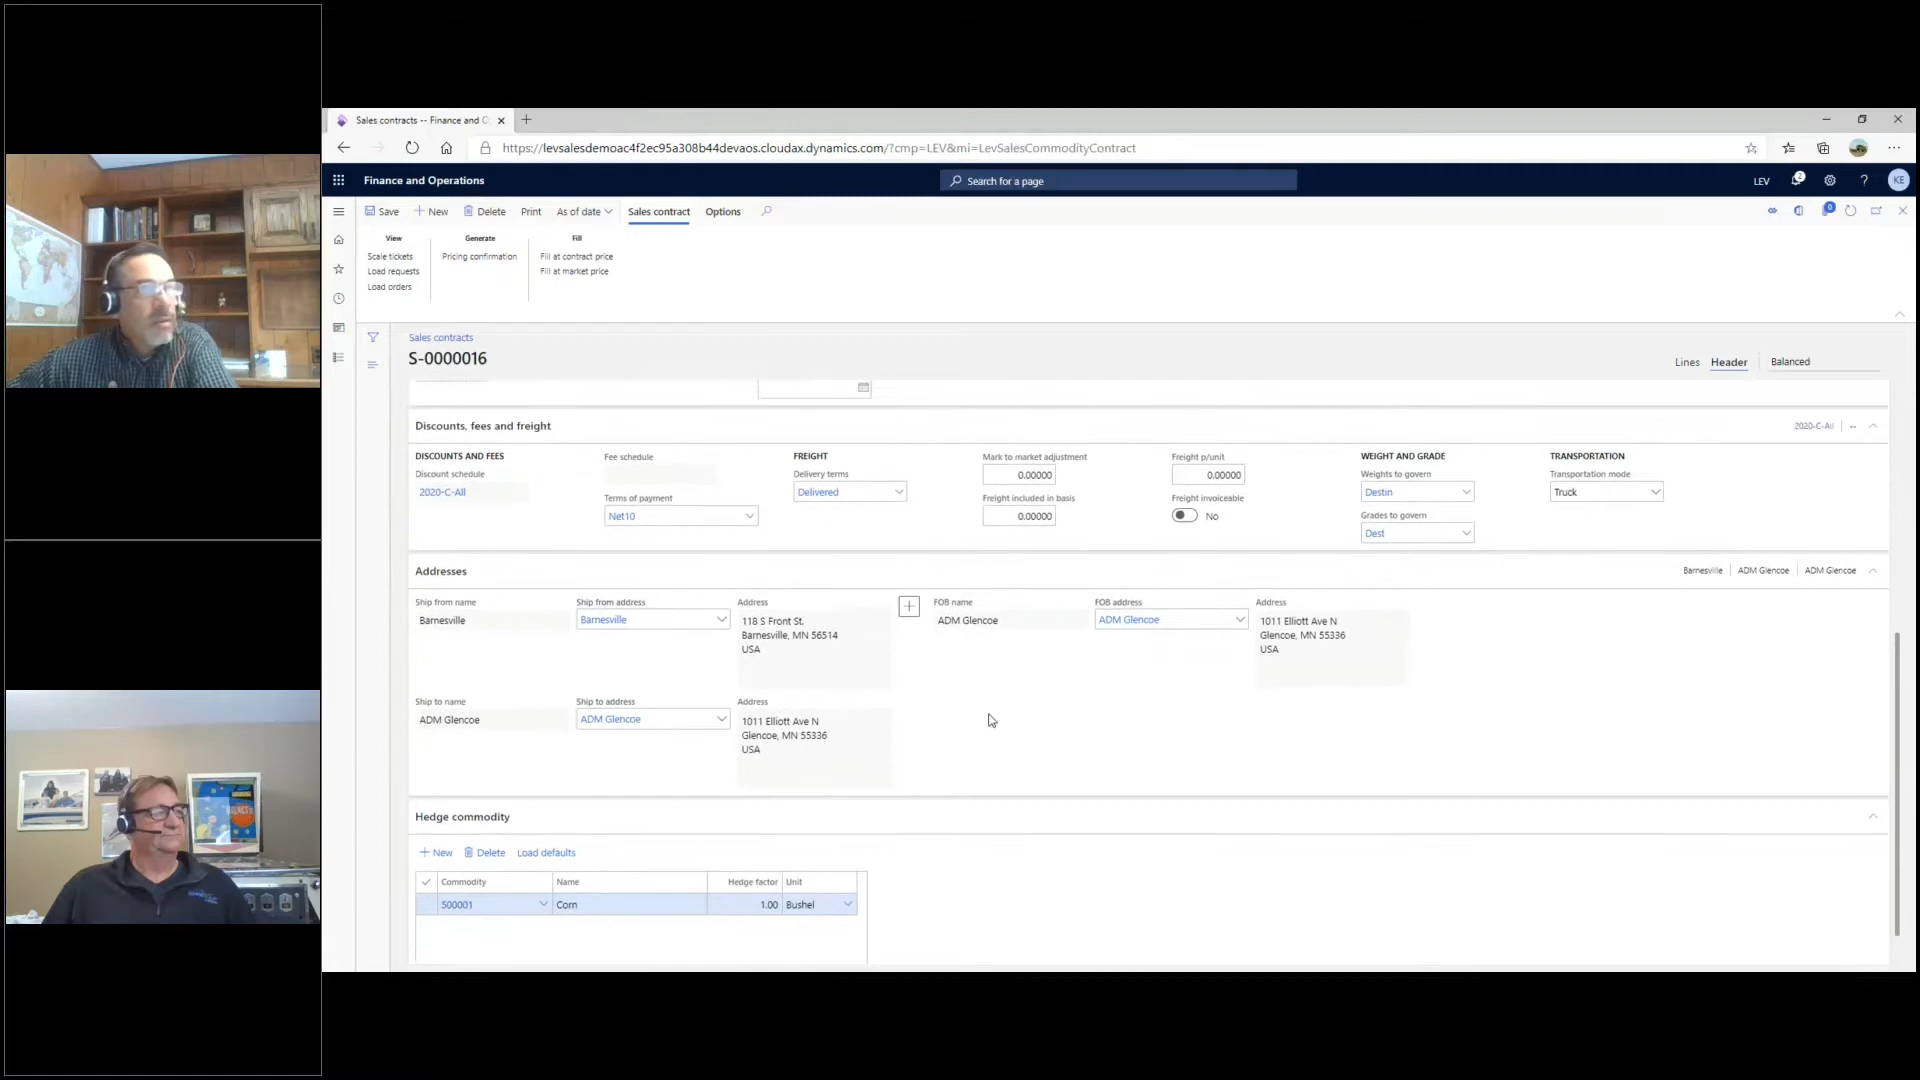 Sales contracts -- Finance and O
https://levsalesdemoac4f2ec95a308b44devaos.cloudax.dynamics.com/?cmp=LEV&mi=LevSalesCommodityContract
Finance and Operations
Search for a page
LEV
2
?
KE
Save
New
Delete
Print
As of date
Sales contract
Options
0
View
Generate
Fill
Scale tickets
Pricing confirmation
Fill at contract price
Load requests
Fill at market price
Load orders
Sales contracts
S-0000016
Lines
Header
Balanced
Discounts, fees and freight
2020-C-All
--
DISCOUNTS AND FEES
Fee schedule
FREIGHT
Mark to market adjustment
Freight p/unit
WEIGHT AND GRADE
TRANSPORTATION
Discount schedule
Delivery terms
0.00000
0.00000
Weights to govern
Transportation mode
2020-C-All
Delivered
Destin
Truck
Terms of payment
Freight included in basis
Freight invoiceable
Grades to govern
Net10
0.00000
No
Dest
Addresses
Barnesville
ADM Glencoe
ADM Glencoe
Ship from name
Ship from address
Address
FOB name
FOB address
Address
Barnesville
Barnesville
118 S Front St.
Barnesville, MN 56514
USA
ADM Glencoe
ADM Glencoe
1011 Elliott Ave N
Glencoe, MN 55336
USA
Ship to name
Ship to address
Address
ADM Glencoe
ADM Glencoe
1011 Elliott Ave N
Glencoe, MN 55336
USA
Hedge commodity
New
Delete
Load defaults
Commodity
Name
Hedge factor
Unit
500001
Corn
1.00
Bushel